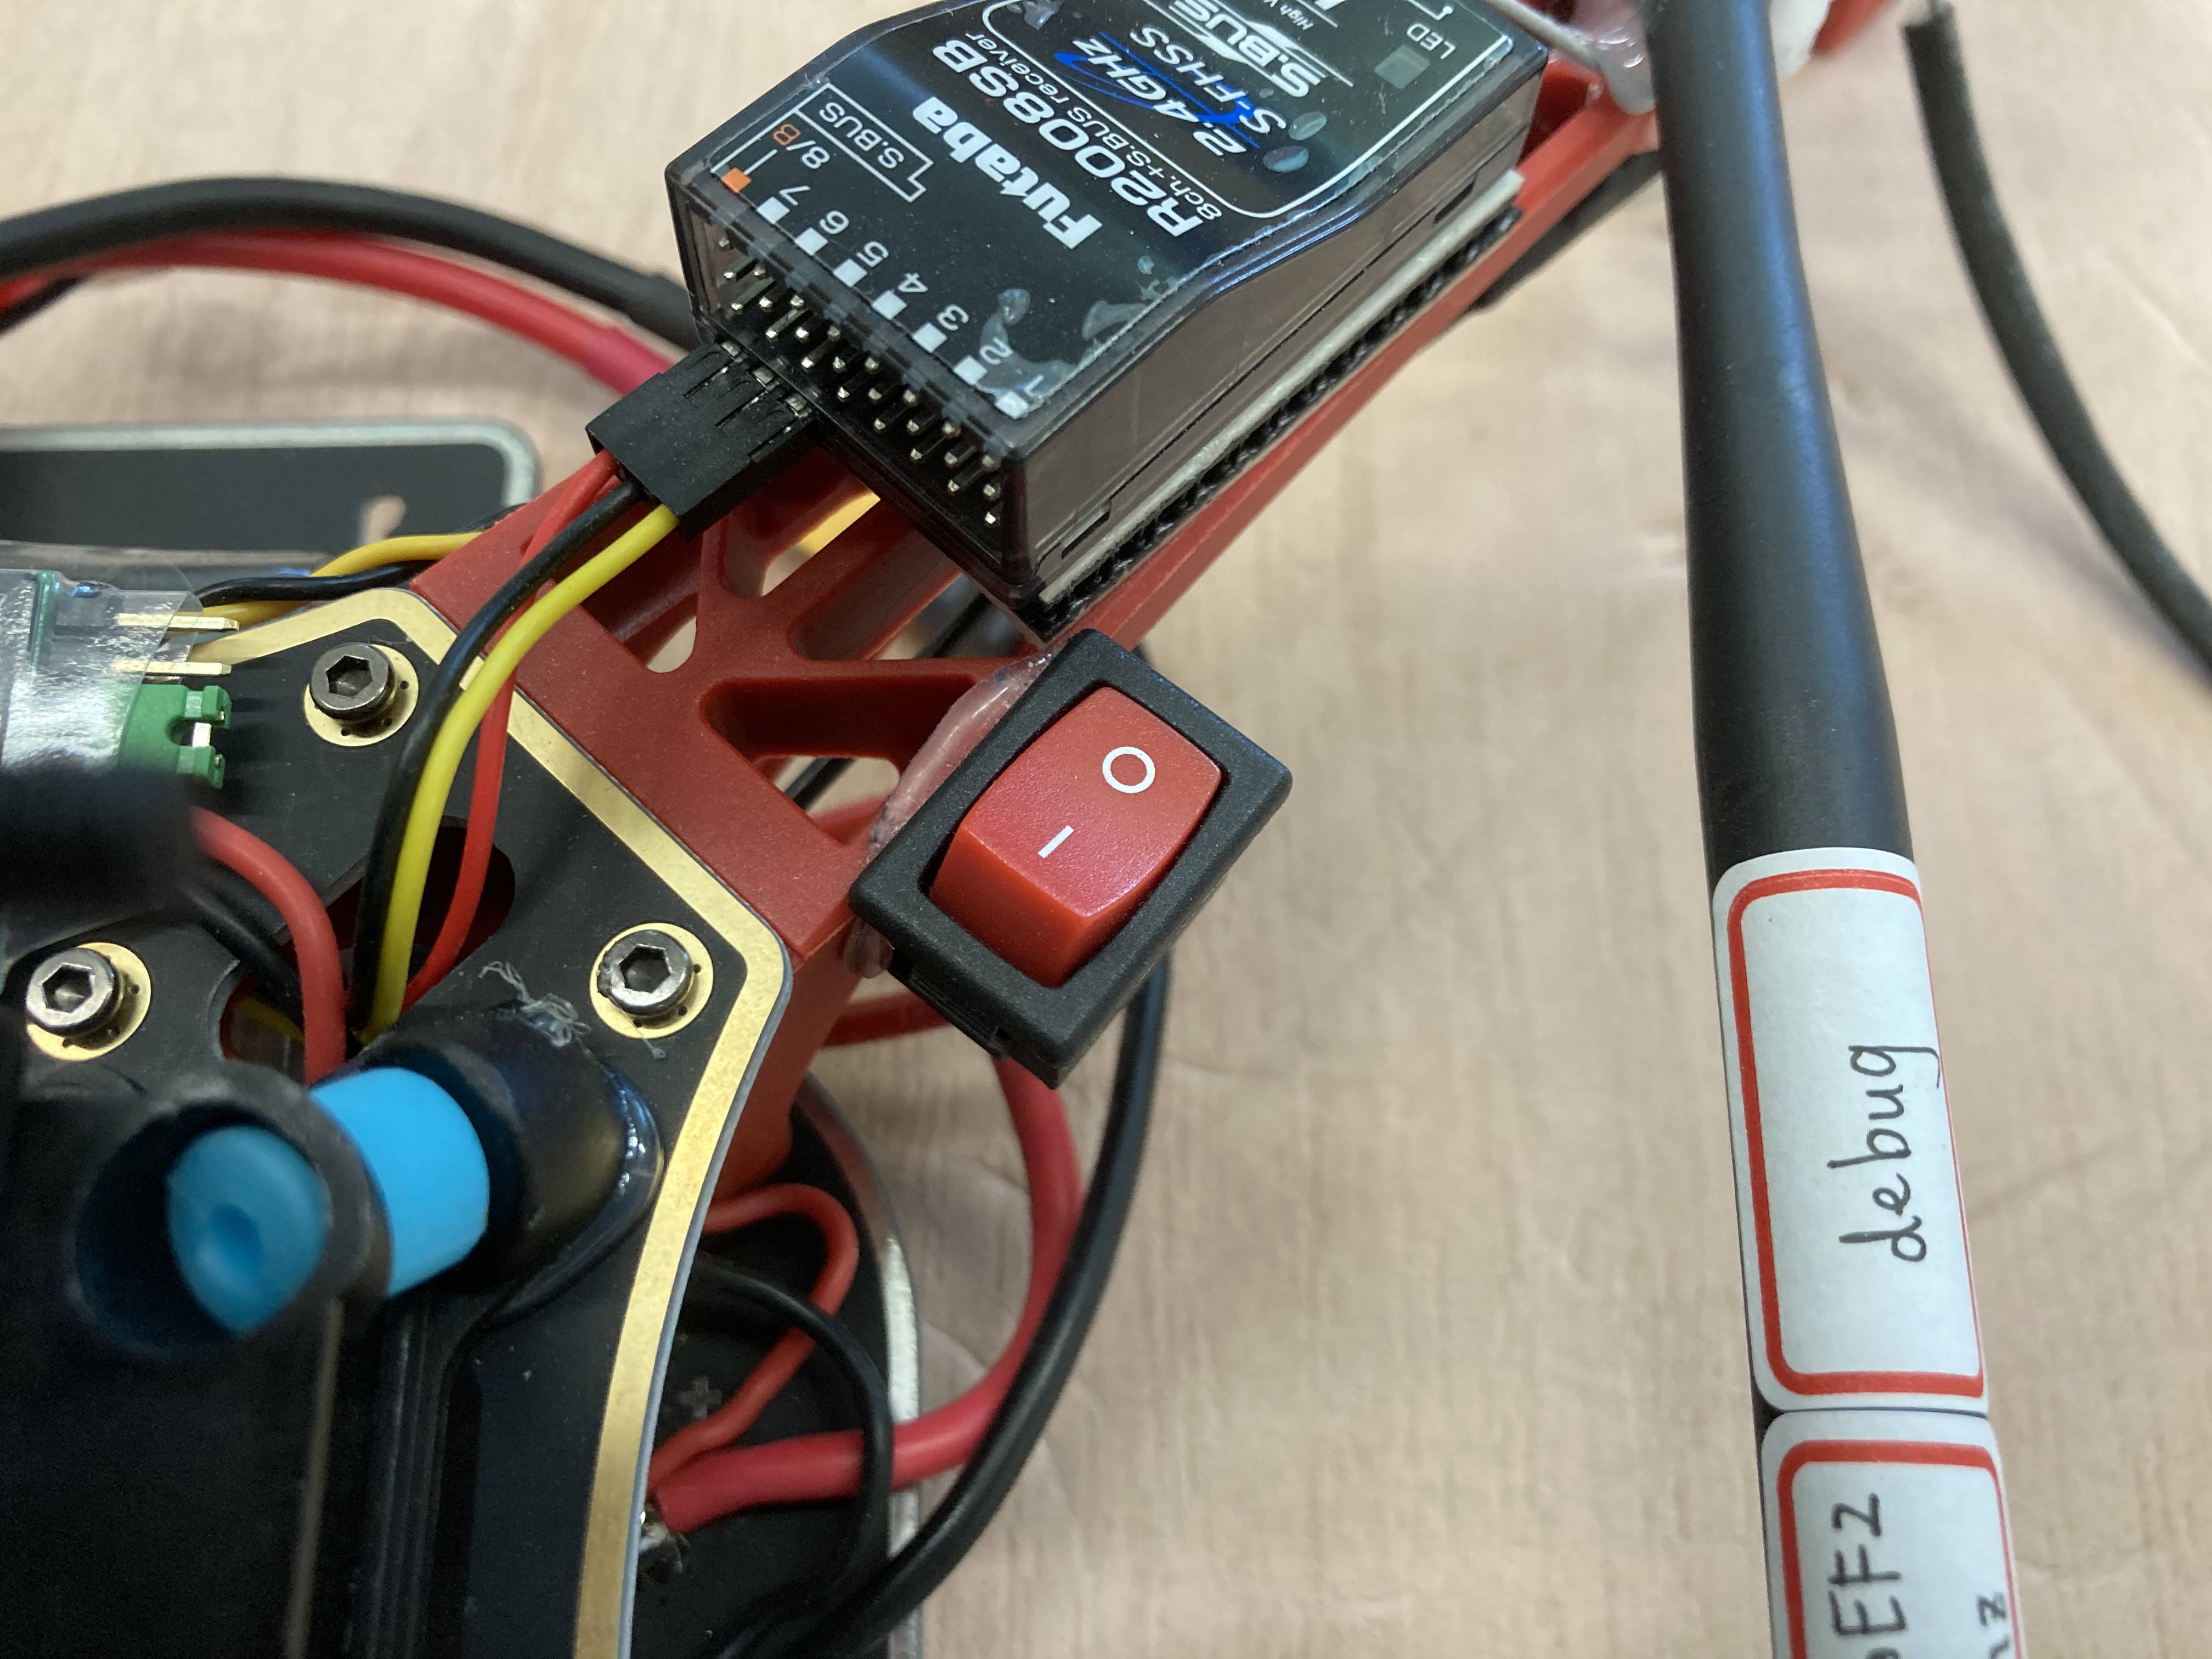 Futaba
R2008SB
8ch.+S.BUS receiver
2.4GHz
S-FHSS
S.BUS
High
LED
S.BUS
8/B
7
6
5
4
3
2
1
O
I
debug
EF2